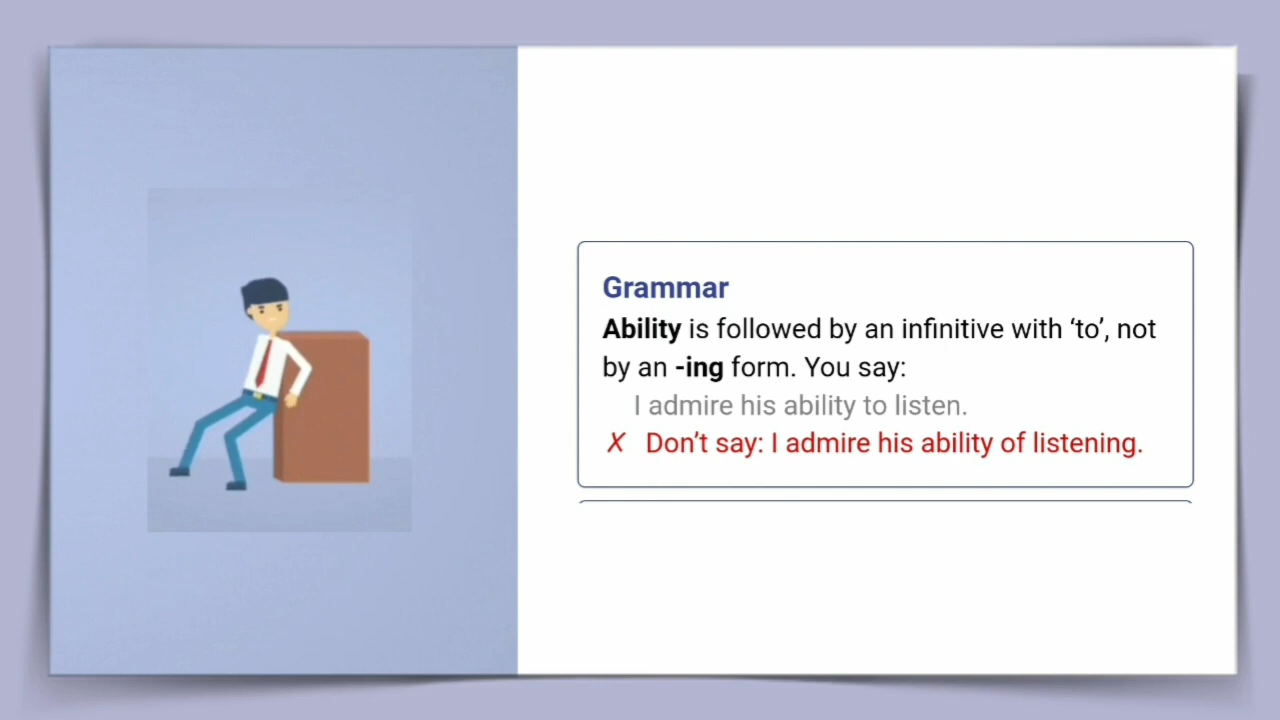 Grammar
Ability is followed by an infinitive with ‘to’, not
by an -ing form. You say:
I admire his ability to listen.
✗ Don’t say: I admire his ability of listening.